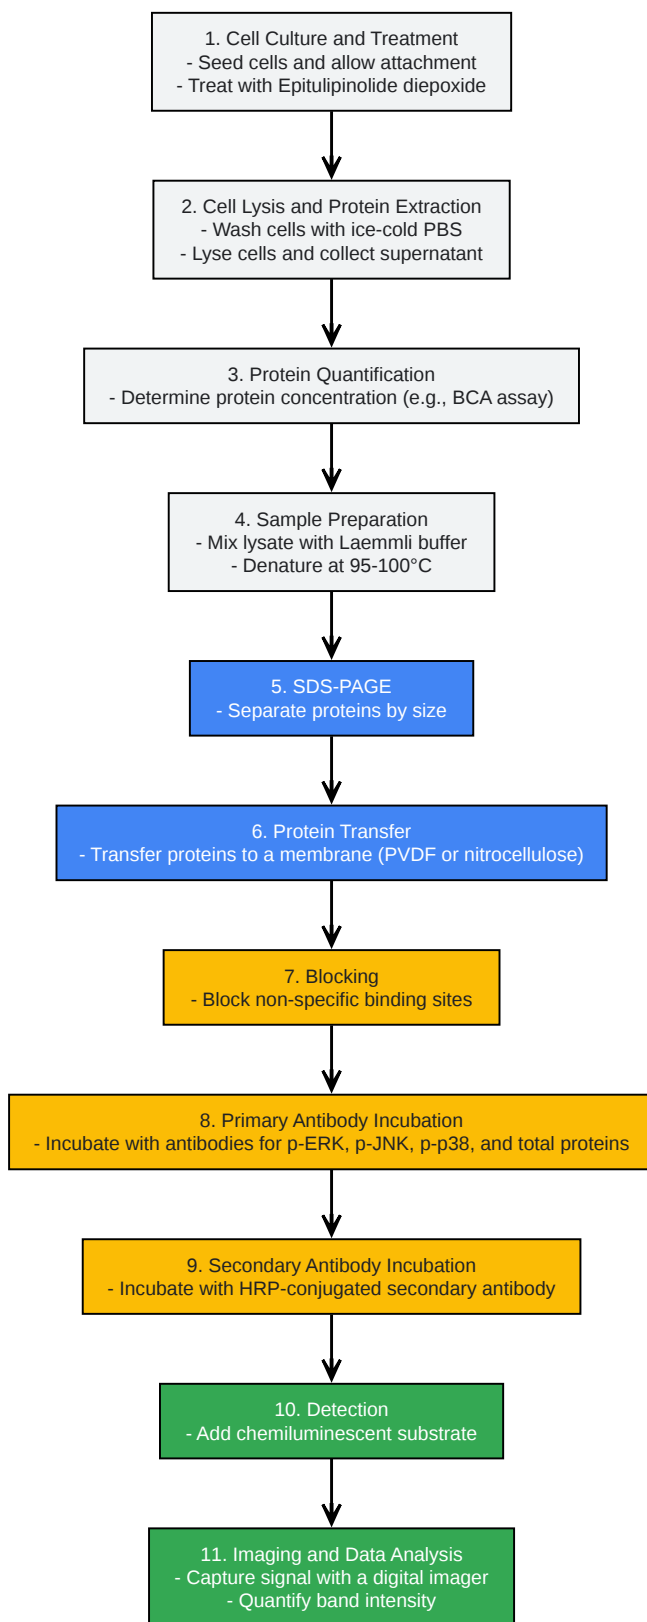 1. Cell Culture and Treatment
- Seed cells and allow attachment
- Treat with Epitulipinolide diepoxide
2. Cell Lysis and Protein Extraction
- Wash cells with ice-cold PBS
- Lyse cells and collect supernatant
3. Protein Quantification
- Determine protein concentration (e.g., BCA assay)
4. Sample Preparation
- Mix lysate with Laemmli buffer
- Denature at 95-100°C
5. SDS-PAGE
- Separate proteins by size
6. Protein Transfer
- Transfer proteins to a membrane (PVDF or nitrocellulose)
7. Blocking
- Block non-specific binding sites
8. Primary Antibody Incubation
- Incubate with antibodies for p-ERK, p-JNK, p-p38, and total proteins
9. Secondary Antibody Incubation
- Incubate with HRP-conjugated secondary antibody
10. Detection
- Add chemiluminescent substrate
11. Imaging and Data Analysis
- Capture signal with a digital imager
- Quantify band intensity